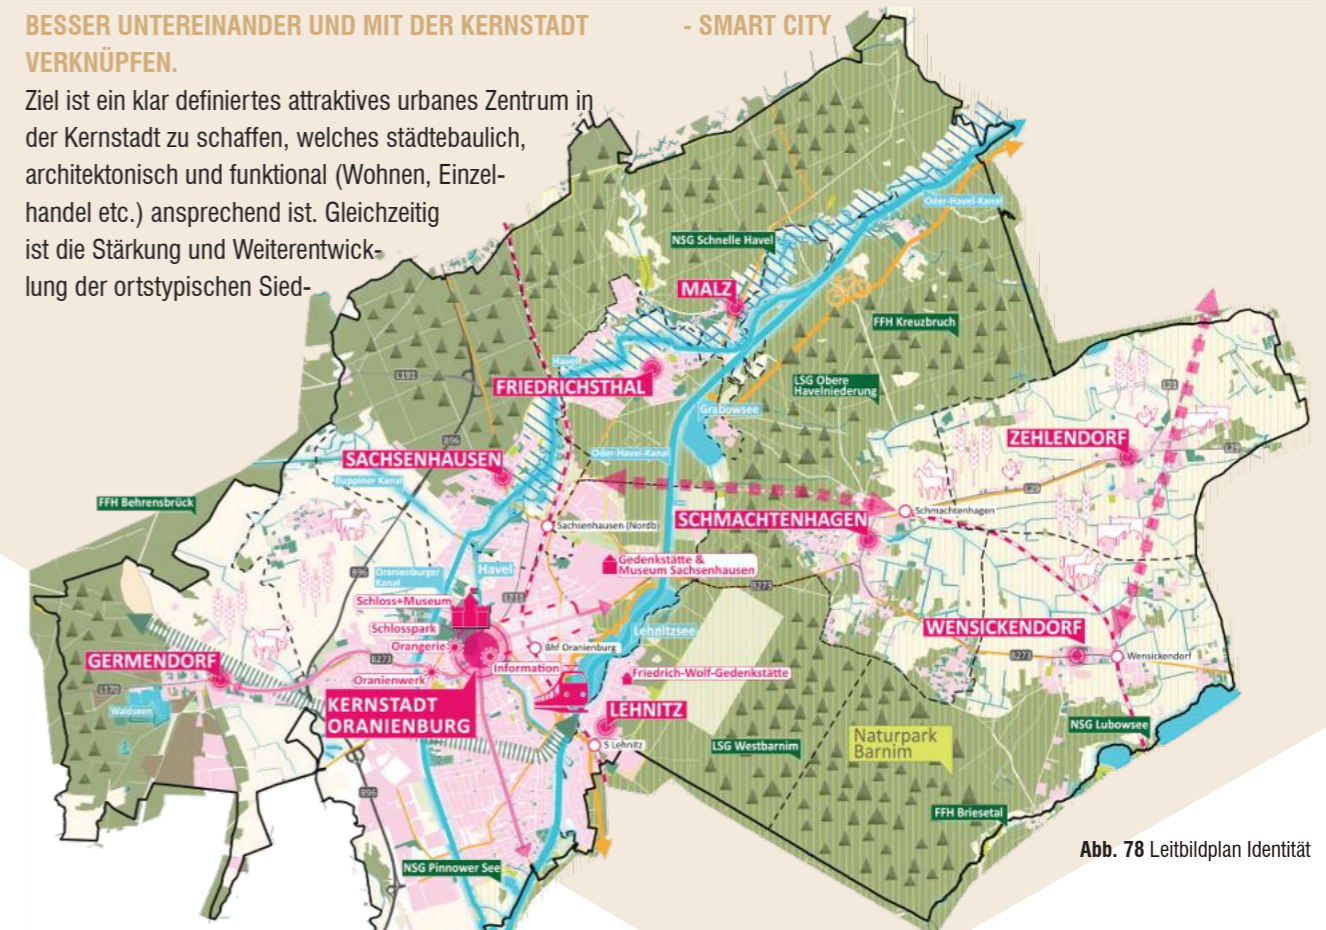 BESSER UNTEREINANDER UND MIT DER KERNSTADT
VERKNÜPFEN.
- SMART CITY
Ziel ist ein klar definiertes attraktives urbanes Zentrum in
der Kernstadt zu schaffen, welches städtebaulich,
architektonisch und funktional (Wohnen, Einzel-
handel etc.) ansprechend ist. Gleichzeitig
ist die Stärkung und Weiterentwick-
lung der ortstypischen Sied-
Oder-Havel-Kanal
NSG Schnelle Havel
MALZ
FFH Kreuzbruch
Havel
FRIEDRICHSTHAL
LSG Obere
Havelniederung
L191
L21
Grabowsee
B96
ZEHLENDORF
L29
SACHSENHAUSEN
Oder-Havel-Kanal
Ruppiner Kanal
L29
FFH Behrensbrück
Schmachtenhagen
SCHMACHTENHAGEN
Sachsenhausen (Nordb)
Gedenkstätte &
Museum Sachsenhausen
Havel
B96
Oranienburger
Kanal
B273
L211
Schloss+Museum
Schlosspark
Orangerie
Lehnitzsee
WENSICKENDORF
Bhf Oranienburg
B273
B273
Wensickendorf
GERMENDORF
Information
Oranienwerk
Friedrich-Wolf-Gedenkstätte
L170
KERNSTADT
ORANIENBURG
LEHNITZ
Waldseen
NSG Lubowsee
S Lehnitz
LSG Westbarnim
Naturpark
Barnim
B96
FFH Briesetal
Abb. 78 Leitbildplan Identität
NSG Pinnower See